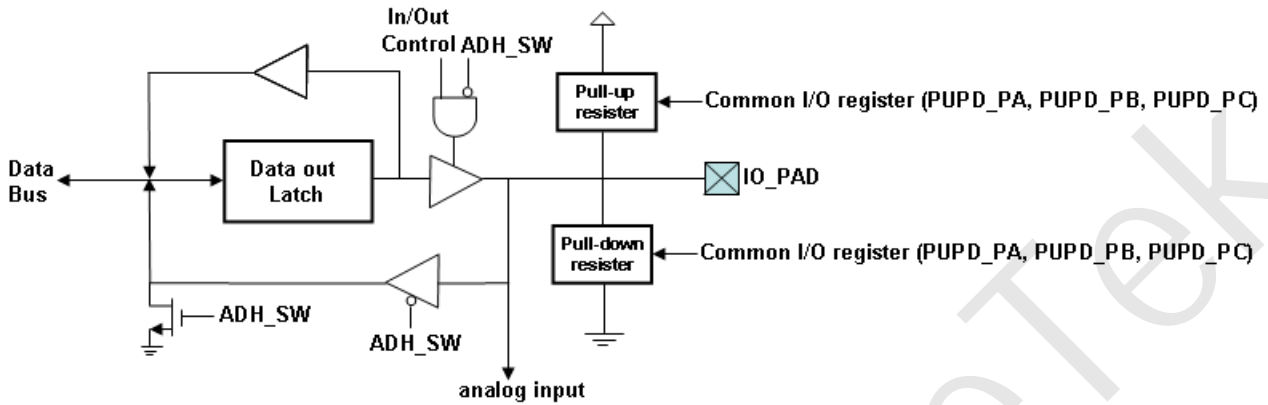 In/Out
Control ADH_SW
Pull-up
resister
Common I/O register (PUPD_PA, PUPD_PB, PUPD_PC)
Data
Bus
Data out
Latch
IO_PAD
Pull-down
resister
Common I/O register (PUPD_PA, PUPD_PB, PUPD_PC)
ADH_SW
ADH_SW
analog input
Tek